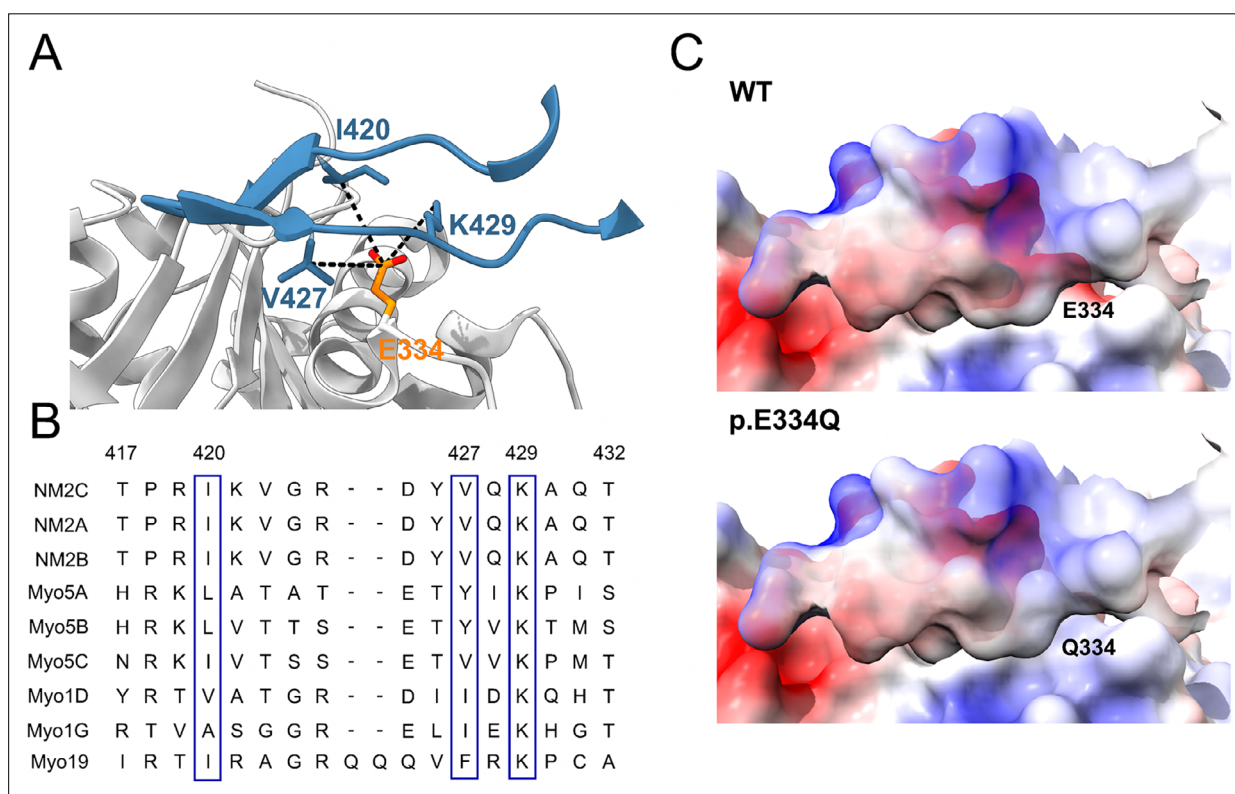 A
I420
K429
V427
E334
B
417 420 427 429 432
NM2C T P R I K V G R - - D Y V Q K A Q T
NM2A T P R I K V G R - - D Y V Q K A Q T
NM2B T P R I K V G R - - D Y V Q K A Q T
Myo5A H R K L A T A T - - E T Y I K P I S
Myo5B H R K L V T T S - - E T Y V K T M S
Myo5C N R K I V T S S - - E T V V K P M T
Myo1D Y R T V A T G R - - D I I D K Q H T
Myo1G R T V A S G G R - - E L I E K H G T
Myo19 I R T I R A G R Q Q Q V F R K P C A
C
WT
E334
p.E334Q
Q334